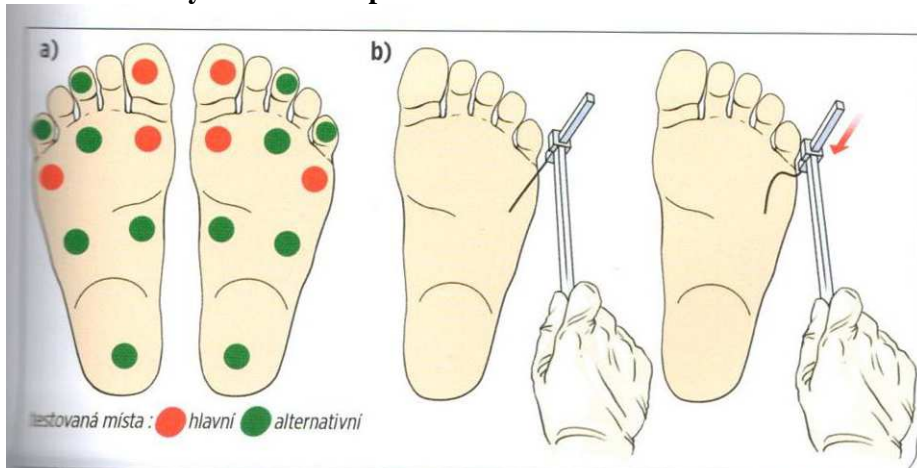 a)
b)
testovaná místa : hlavní alternativní